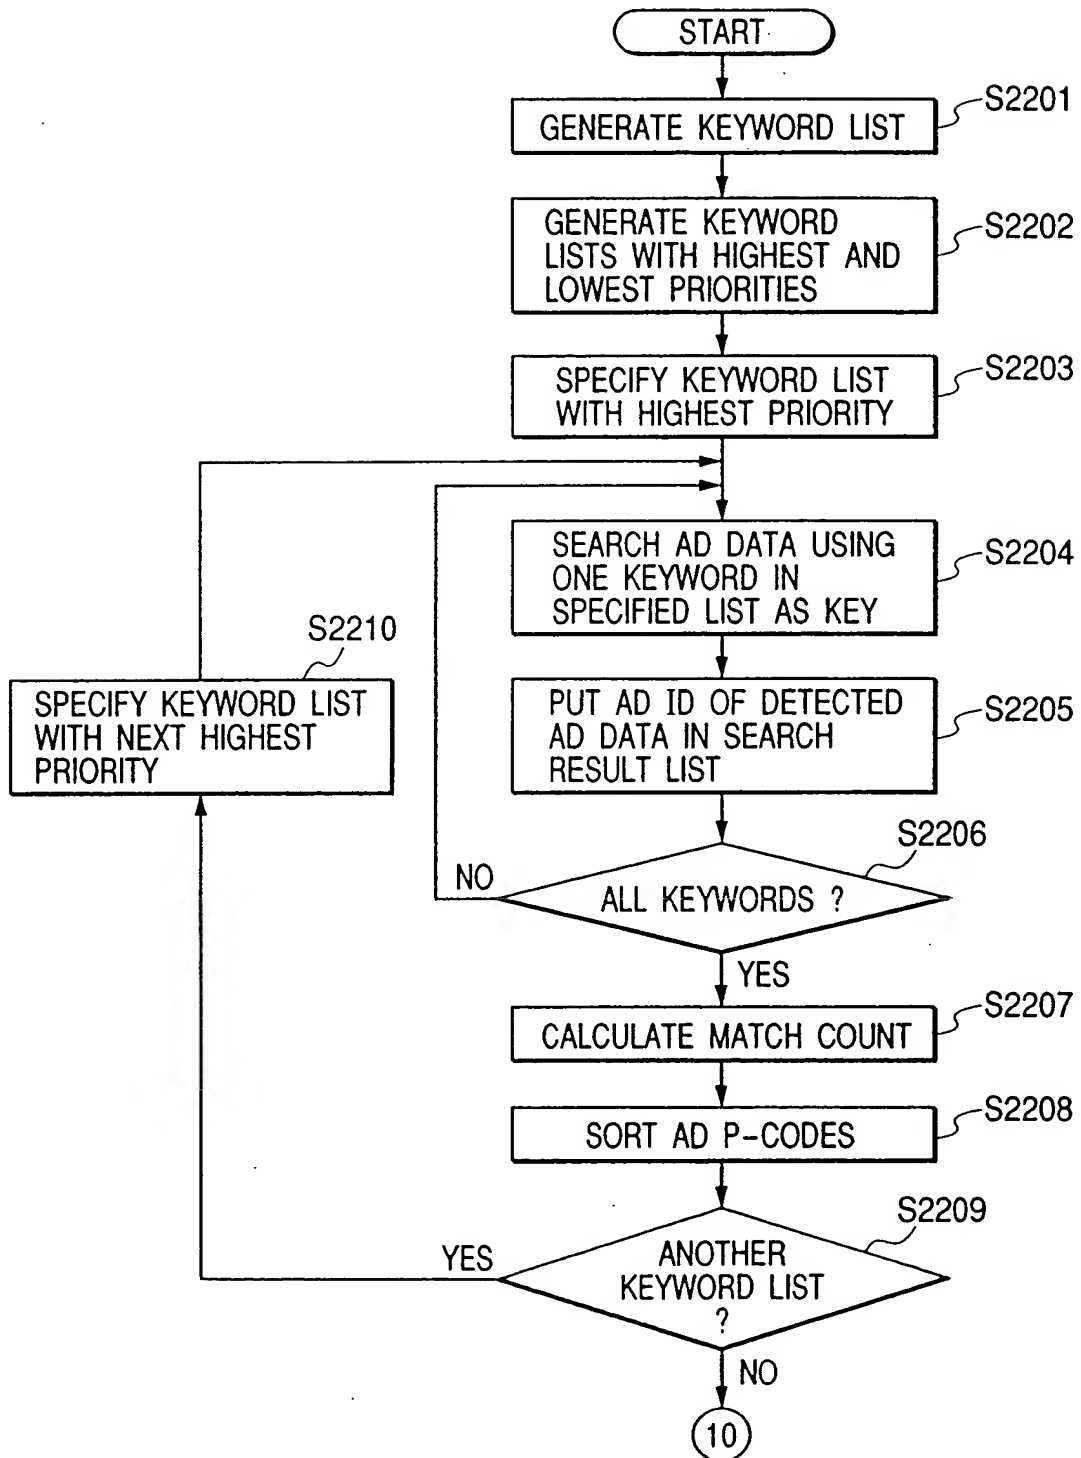 START
GENERATE KEYWORD LIST
S2201
GENERATE KEYWORD
LISTS WITH HIGHEST AND
LOWEST PRIORITIES
S2202
SPECIFY KEYWORD LIST
WITH HIGHEST PRIORITY
S2203
SEARCH AD DATA USING
ONE KEYWORD IN
SPECIFIED LIST AS KEY
S2204
S2210
SPECIFY KEYWORD LIST
WITH NEXT HIGHEST
PRIORITY
PUT AD ID OF DETECTED
AD DATA IN SEARCH
RESULT LIST
S2205
S2206
NO
ALL KEYWORDS ?
YES
CALCULATE MATCH COUNT
S2207
SORT AD P-CODES
S2208
S2209
YES
ANOTHER
KEYWORD LIST
?
NO
10